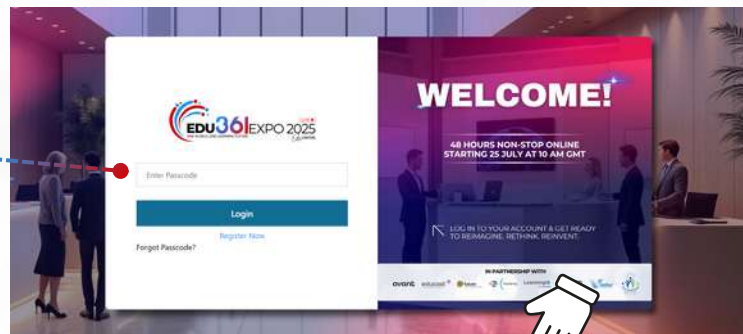 EDU361EXPO 2025
Enter Passcode
Login
Register Now
Forgot Passcode?
WELCOME!
48 HOURS NON-STOP ONLINE
STARTING 25 JULY AT 10 AM GMT
LOG IN TO YOUR ACCOUNT & GET READY
TO REIMAGINE, RETHINK, REINVENT.
IN PARTNERSHIP WITH
avant